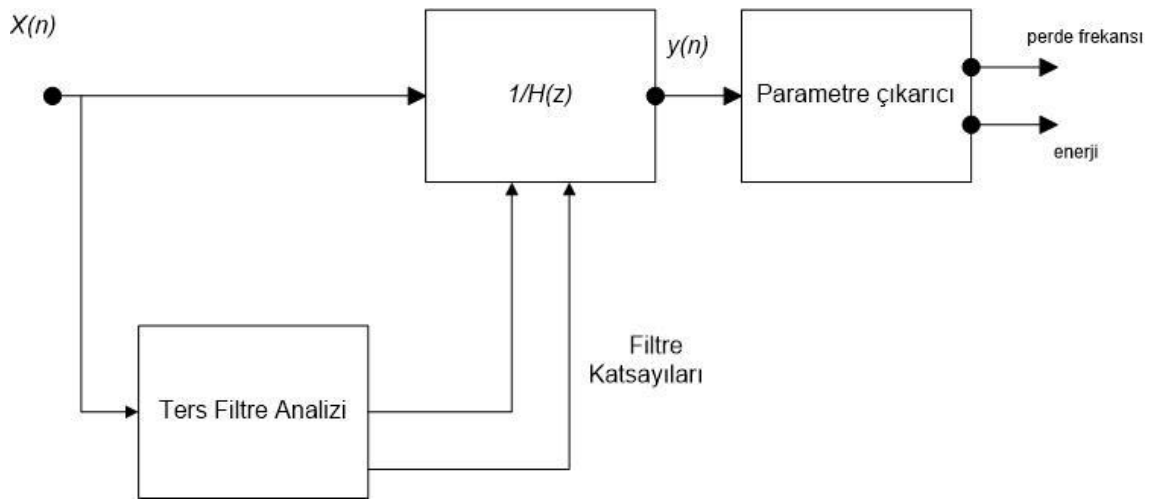 X(n)
1/H(z)
y(n)
Parametre çıkarıcı
perde frekansı
enerji
Ters Filtre Analizi
Filtre
Katsayıları